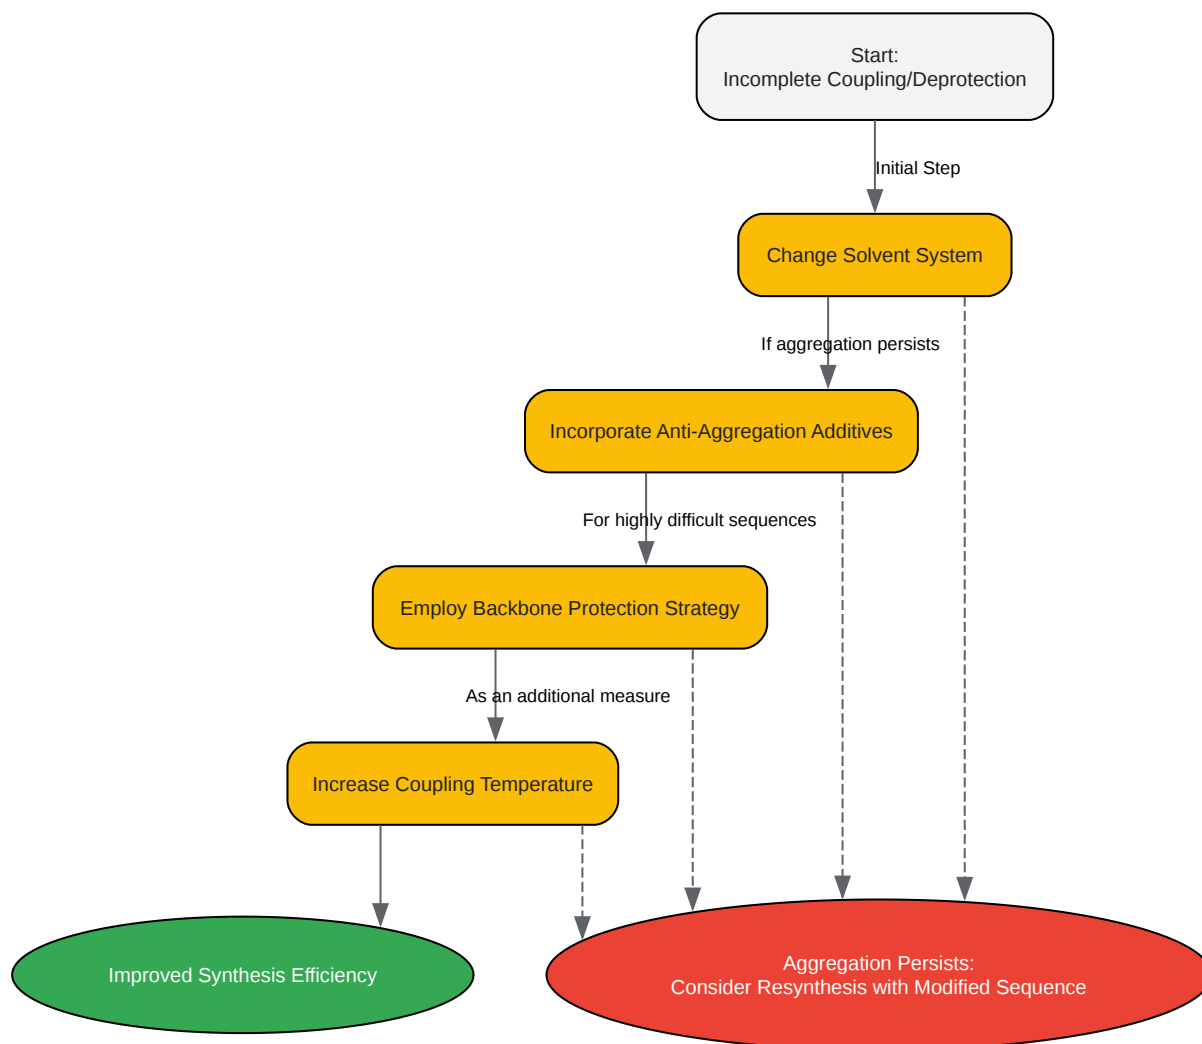 Start:
Incomplete Coupling/Deprotection
Initial Step
Change Solvent System
If aggregation persists
Incorporate Anti-Aggregation Additives
For highly difficult sequences
Employ Backbone Protection Strategy
As an additional measure
Increase Coupling Temperature
Improved Synthesis Efficiency
Aggregation Persists:
Consider Resynthesis with Modified Sequence